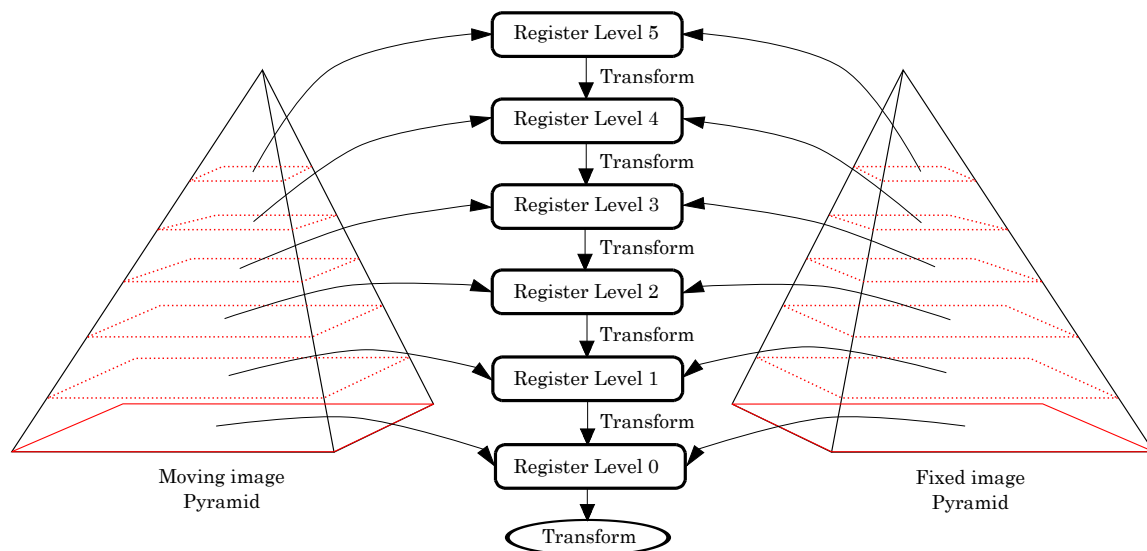 Register Level 5
Transform
Register Level 4
Transform
Register Level 3
Transform
Register Level 2
Transform
Register Level 1
Transform
Register Level 0
Moving image
Pyramid
Fixed image
Pyramid
Transform